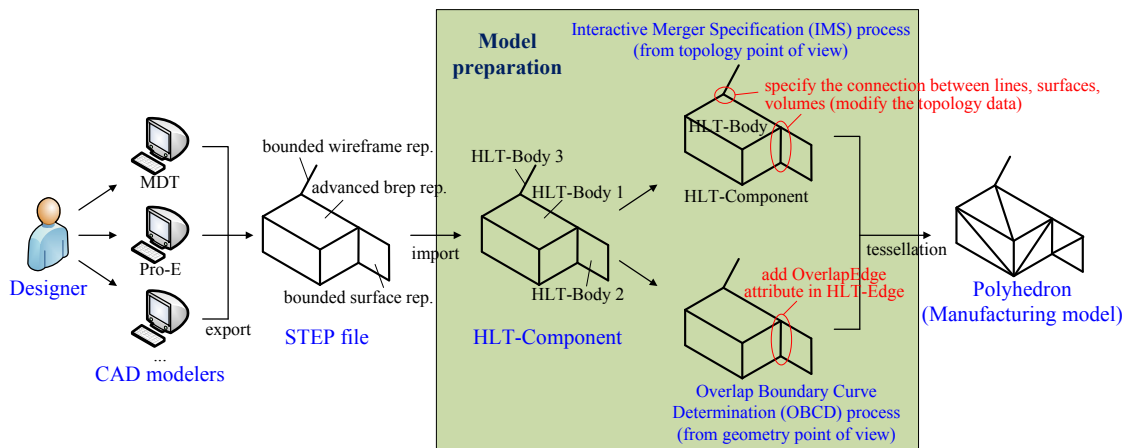 Model
preparation
Interactive Merger Specification (IMS) process
(from topology point of view)
specify the connection between lines, surfaces,
volumes (modify the topology data)
HLT-Body
HLT-Component
MDT
Pro-E
...
CAD modelers
Designer
export
bounded wireframe rep.
advanced brep rep.
bounded surface rep.
STEP file
import
HLT-Body 3
HLT-Body 1
HLT-Body 2
HLT-Component
add OverlapEdge
attribute in HLT-Edge
Overlap Boundary Curve
Determination (OBCD) process
(from geometry point of view)
tessellation
Polyhedron
(Manufacturing model)